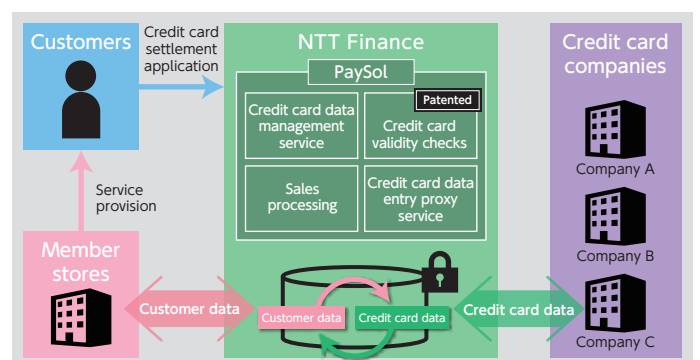 Customers
Credit card
settlement
application
NTT Finance
PaySol
Patented
Credit card data
management
service
Credit card
validity checks
Sales
processing
Credit card data
entry proxy
service
Credit card
companies
Company A
Company B
Company C
Service
provision
Member
stores
Customer data
Customer data
Credit card data
Credit card data